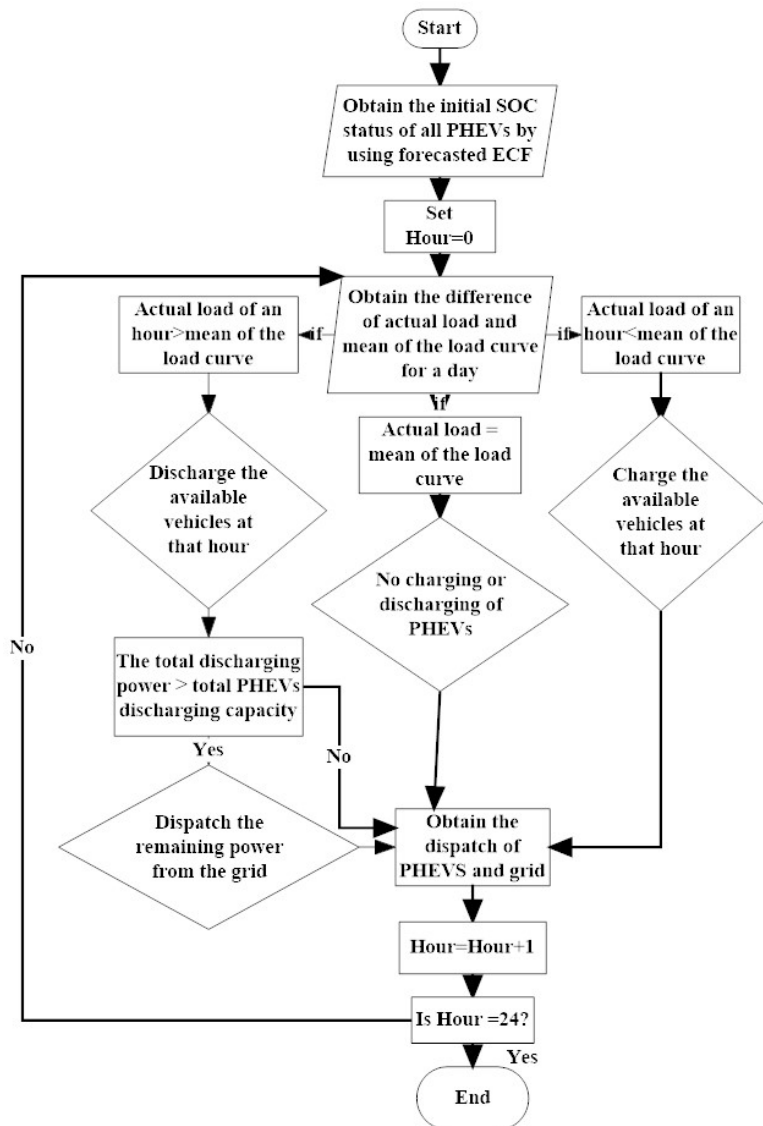 Start
Obtain the initial SOC
status of all PHEVs by
using forecasted ECF
Set
Hour=0
Actual load of an
hour>mean of the
load curve
if
Obtain the difference
of actual load and
mean of the load curve
for a day
if
Actual load of an
hour<mean of the
load curve
if
Actual load =
mean of the load
curve
Discharge the
available
vehicles at
that hour
Charge the
available
vehicles at
that hour
No charging or
discharging of
PHEVs
No
The total discharging
power > total PHEVs
discharging capacity
Yes
No
Dispatch the
remaining power
from the grid
Obtain the
dispatch of
PHEVS and grid
Hour=Hour+1
Is Hour =24?
Yes
End